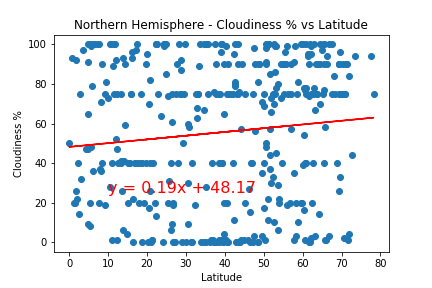 Northern Hemisphere - Cloudiness % vs Latitude
100
80
60
40
20
0
Cloudiness %
y = 0.19x + 48.17
0 10 20 30 40 50 60 70 80
Latitude